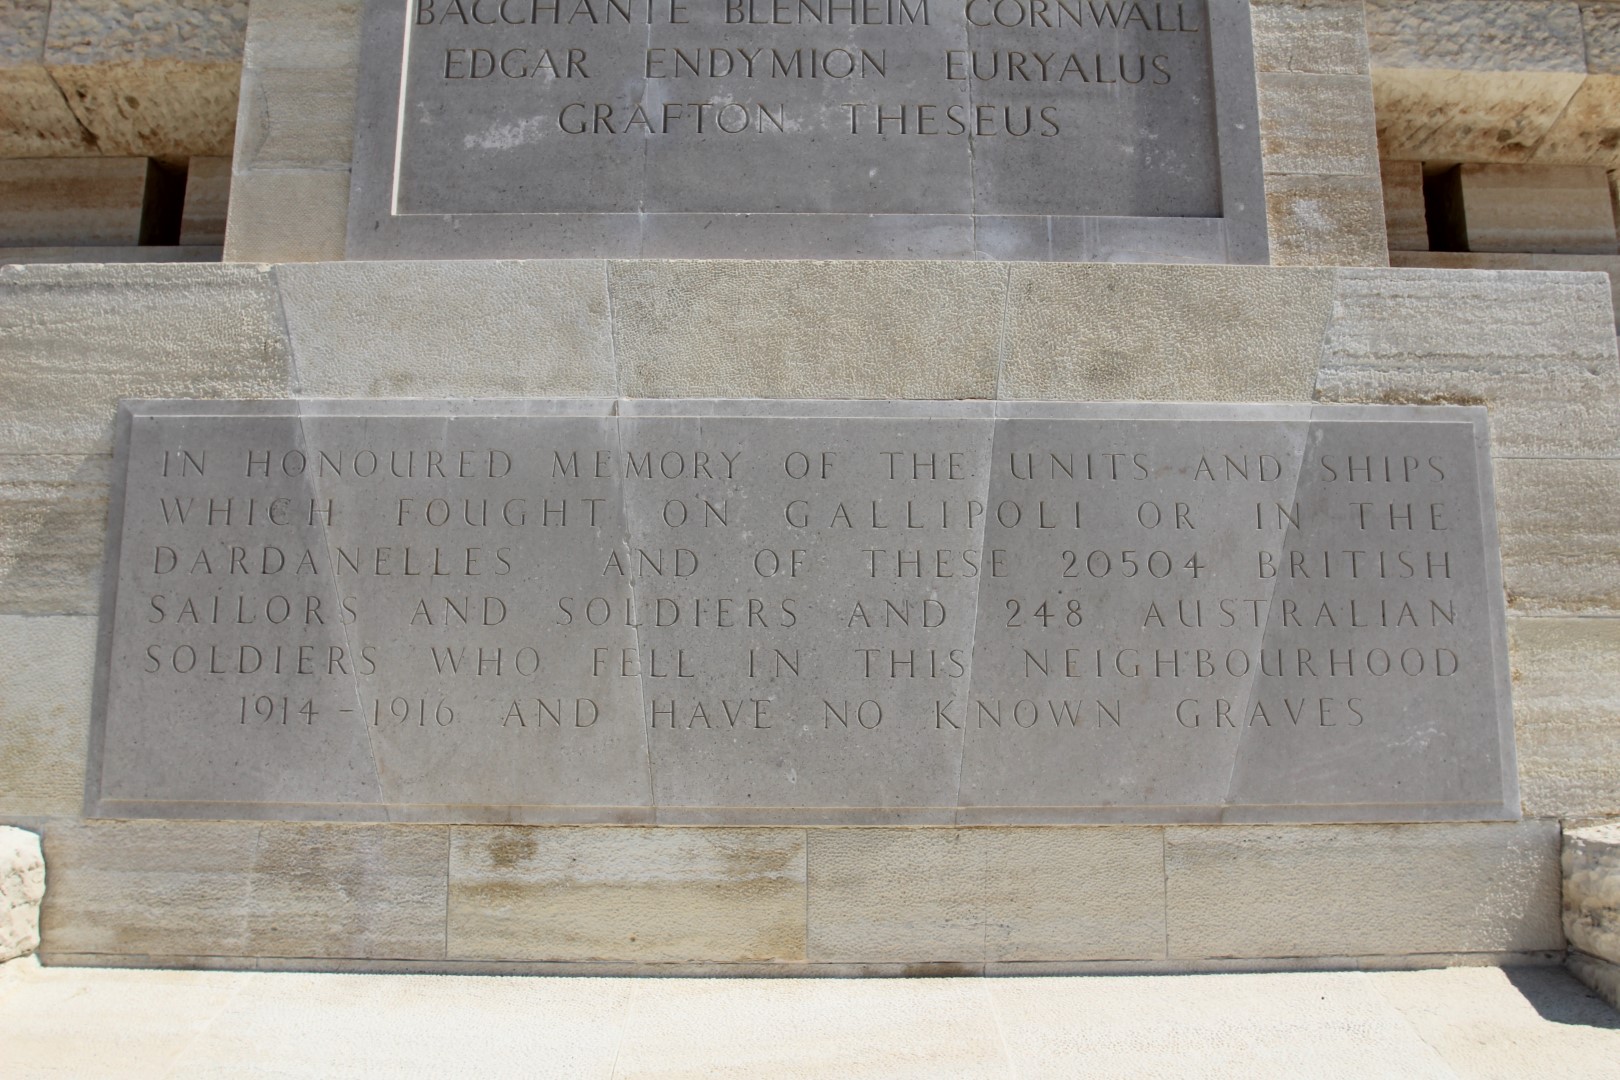 BACCHANTE BLENHEIM CORNWALL
EDGAR ENDYMION EURYALUS
GRAFTON THESEUS
IN HONOURED MEMORY OF THE UNITS AND SHIPS
WHICH FOUGHT ON GALLIPOLI OR IN THE
DARDANELLES AND OF THESE 20504 BRITISH
SAILORS AND SOLDIERS AND 248 AUSTRALIAN
SOLDIERS WHO FELL IN THIS NEIGHBOURHOOD
1914-1916 AND HAVE NO KNOWN GRAVES